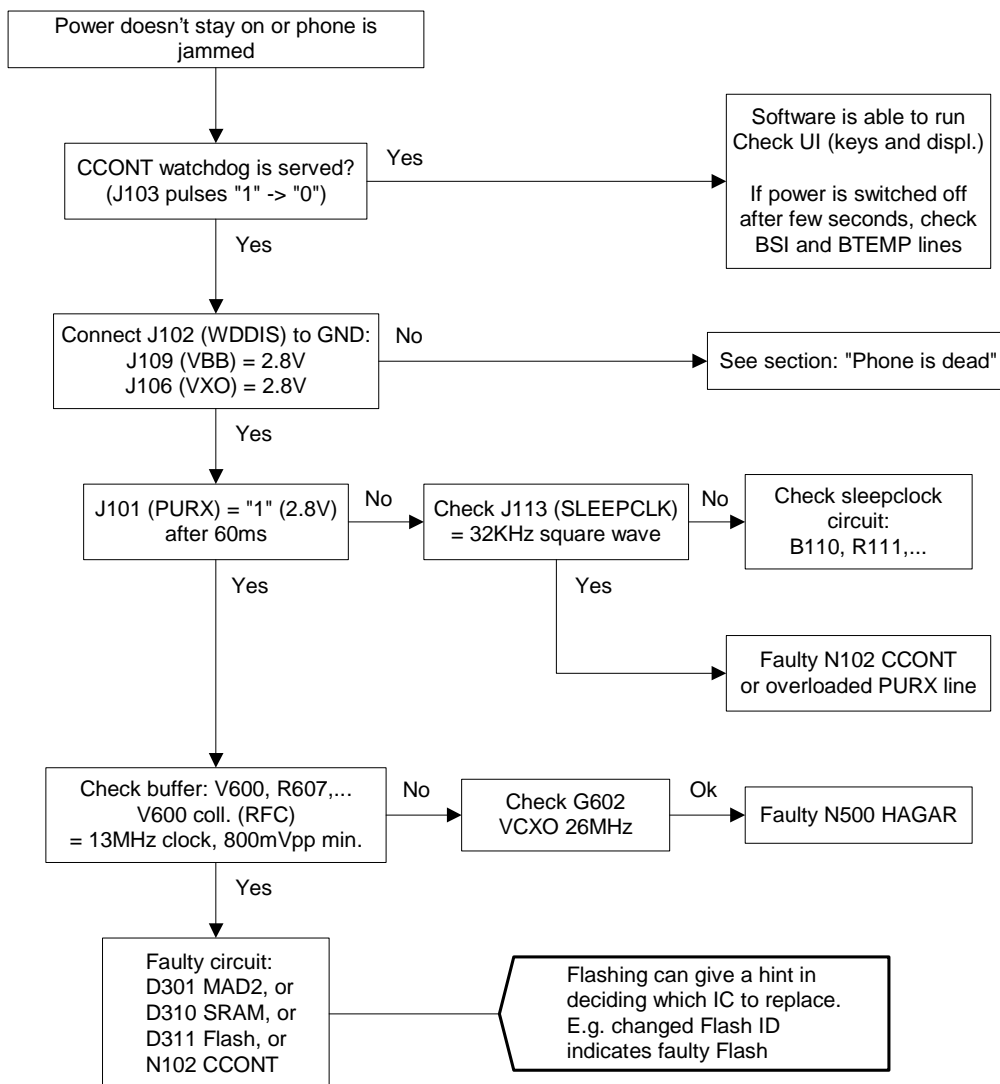 Power doesn't stay on or phone is
jammed
CCONT watchdog is served?
(J103 pulses "1" -> "0")
Yes
Software is able to run
Check UI (keys and displ.)
If power is switched off
after few seconds, check
BSI and BTEMP lines
Yes
Connect J102 (WDDIS) to GND:
J109 (VBB) = 2.8V
J106 (VXO) = 2.8V
No
See section: "Phone is dead"
Yes
J101 (PURX) = "1" (2.8V)
after 60ms
No
Check J113 (SLEEPCLK)
= 32KHz square wave
No
Check sleepclock
circuit:
B110, R111,...
Yes
Yes
Faulty N102 CCONT
or overloaded PURX line
Check buffer: V600, R607,...
V600 coll. (RFC)
= 13MHz clock, 800mVpp min.
No
Check G602
VCXO 26MHz
Ok
Faulty N500 HAGAR
Yes
Faulty circuit:
D301 MAD2, or
D310 SRAM, or
D311 Flash, or
N102 CCONT
Flashing can give a hint in
deciding which IC to replace.
E.g. changed Flash ID
indicates faulty Flash